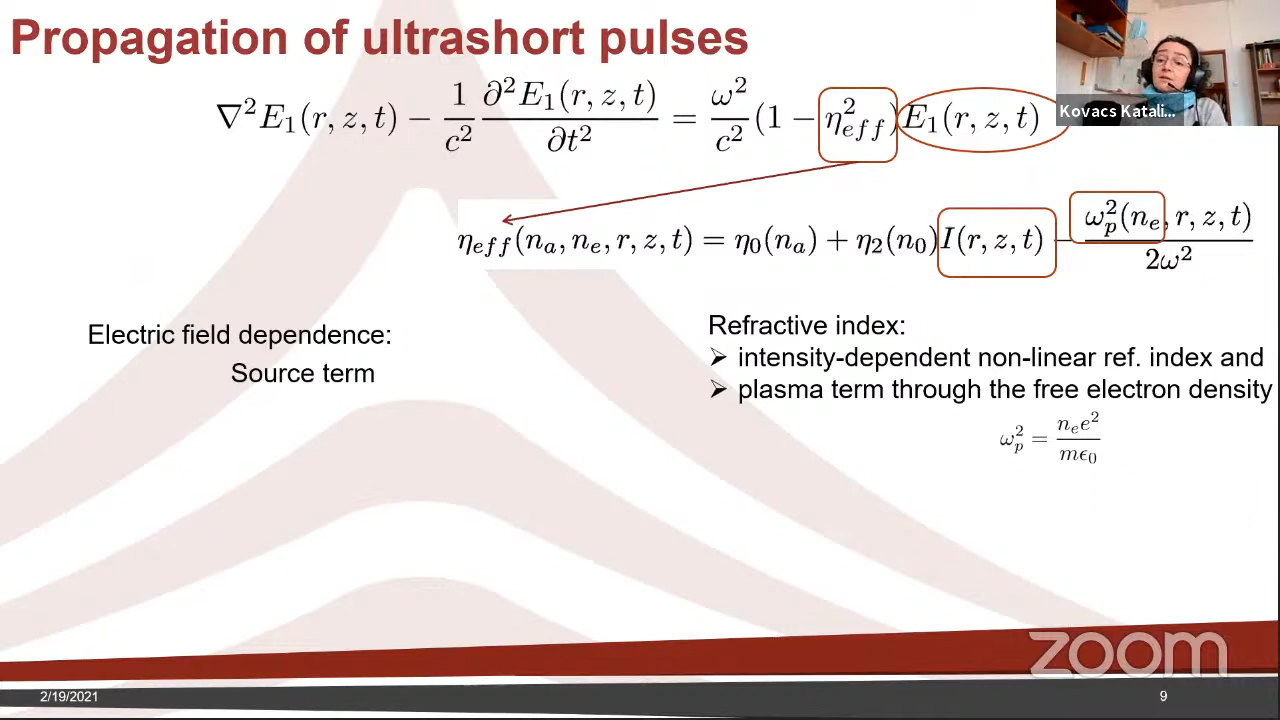 Propagation of ultrashort pulses
∇²E₁(r, z, t) − 1/c² ∂²E₁(r, z, t)/∂t² = ω²/c² (1 − η²_eff) E₁(r, z, t)
Kovacs Katali...
η_eff(nₐ, nₑ, r, z, t) = η₀(nₐ) + η₂(n₀)I(r, z, t) − ω²ₚ(nₑ, r, z, t)/2ω²
Electric field dependence:
Source term
Refractive index:
➢ intensity-dependent non-linear ref. index and
➢ plasma term through the free electron density
ω²ₚ = nₑe²/mϵ₀
zoom
2/19/2021
9